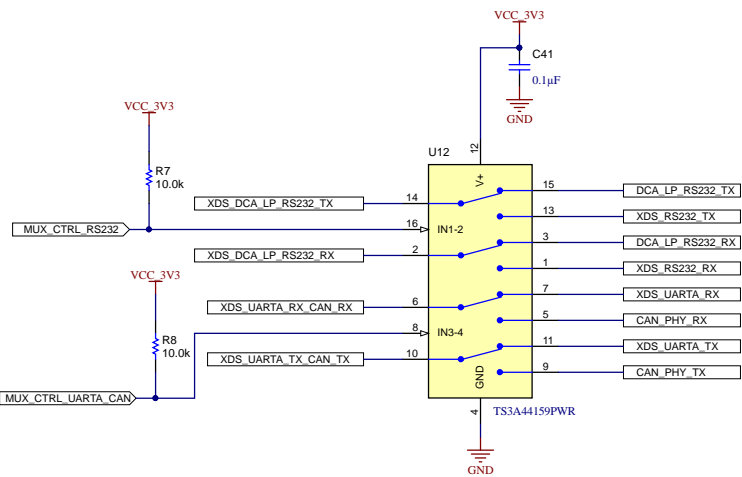 VCC_3V3
C41
0.1µF
GND
VCC_3V3
R7
10.0k
U12
12
V+
XDS_DCA_LP_RS232_TX
14
15
DCA_LP_RS232_TX
13
XDS_RS232_TX
MUX_CTRL_RS232
16
IN1-2
3
DCA_LP_RS232_RX
XDS_DCA_LP_RS232_RX
2
1
XDS_RS232_RX
VCC_3V3
7
XDS_UARTA_RX
XDS_UARTA_RX_CAN_RX
6
5
CAN_PHY_RX
8
IN3-4
R8
10.0k
11
XDS_UARTA_TX
XDS_UARTA_TX_CAN_TX
10
9
CAN_PHY_TX
GND
MUX_CTRL_UARTA_CAN
4
TS3A44159PWR
GND